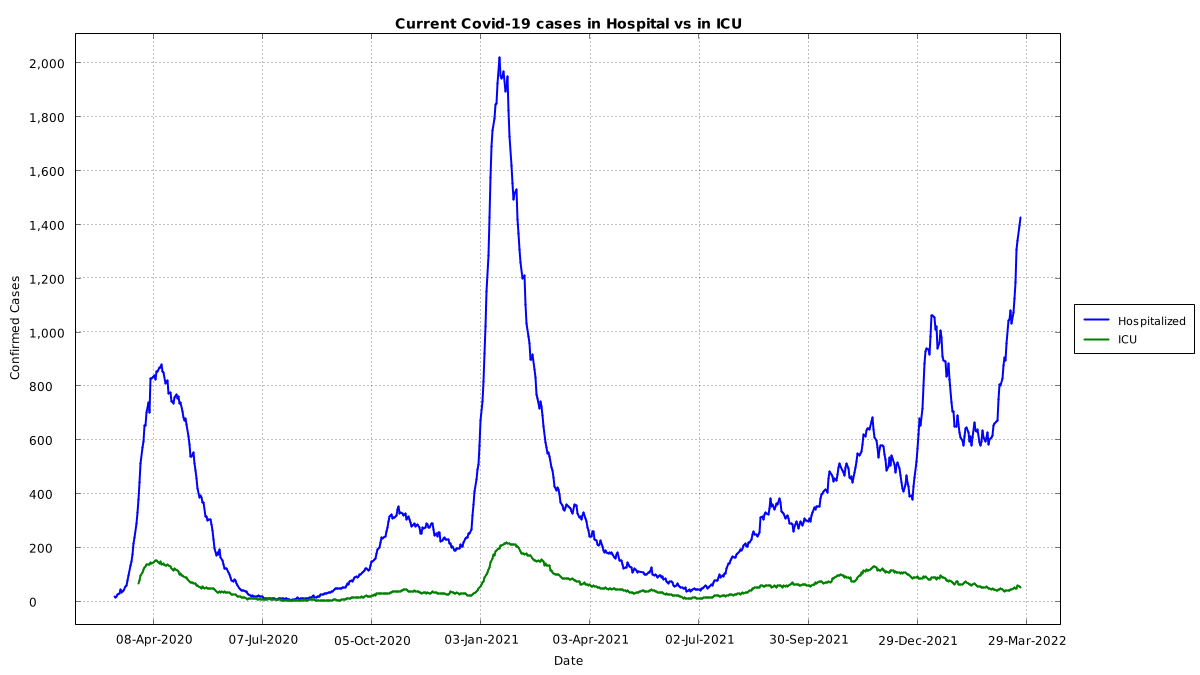 Current Covid-19 cases in Hospital vs in ICU
Confirmed Cases
2,000
1,800
1,600
1,400
1,200
1,000
800
600
400
200
0
08-Apr-2020 07-Jul-2020 05-Oct-2020 03-Jan-2021 03-Apr-2021 02-Jul-2021 30-Sep-2021 29-Dec-2021 29-Mar-2022
Date
Hospitalized
ICU